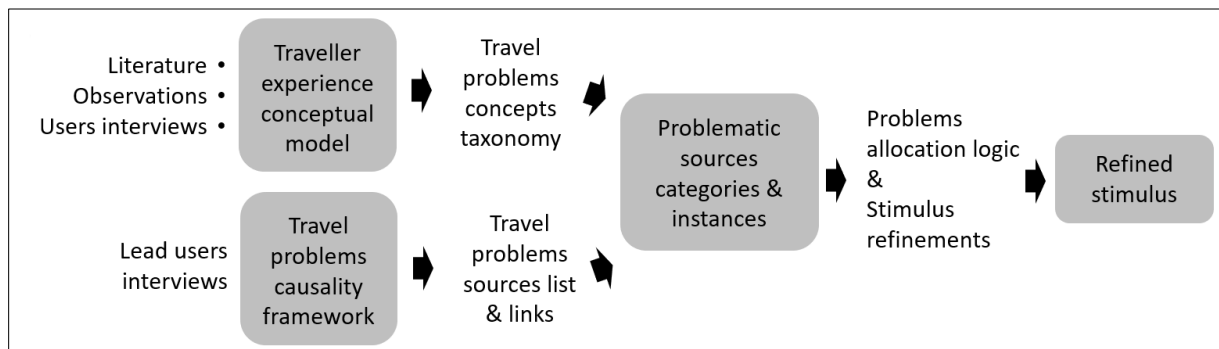 Literature •
Observations •
Users interviews •
Traveller
experience
conceptual
model
Travel
problems
concepts
taxonomy
Lead users
interviews
Travel
problems
causality
framework
Travel
problems
sources list
& links
Problematic
sources
categories &
instances
Problems
allocation logic
&
Stimulus
refinements
Refined
stimulus